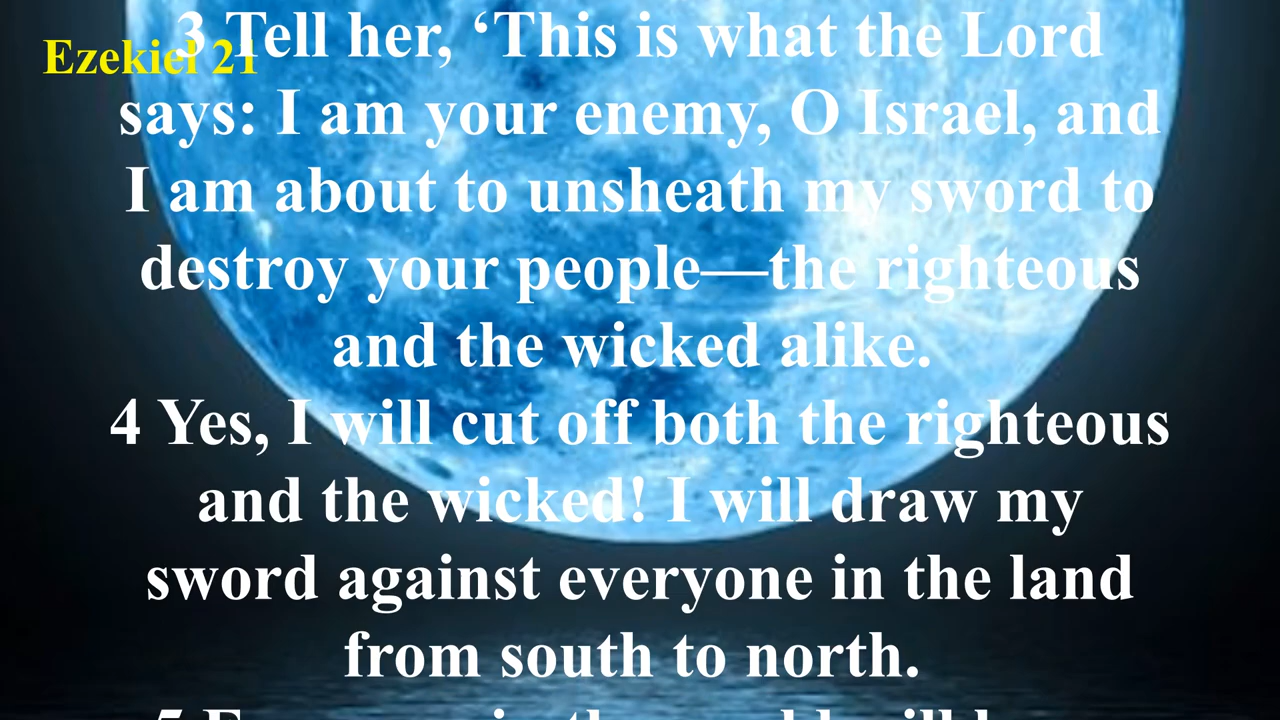 Ezekiel 21
3 Tell her, ‘This is what the Lord
says: I am your enemy, O Israel, and
I am about to unsheath my sword to
destroy your people—the righteous
and the wicked alike.
4 Yes, I will cut off both the righteous
and the wicked! I will draw my
sword against everyone in the land
from south to north.